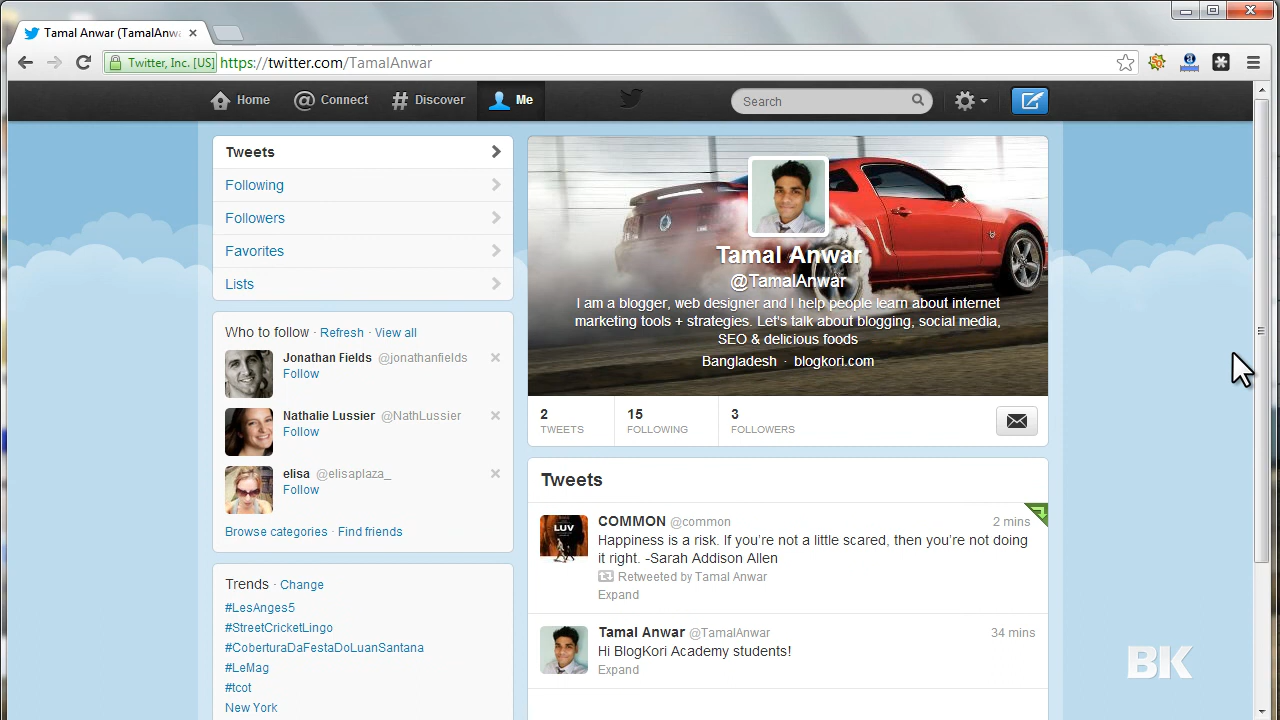 Tamal Anwar (TamalAnwa
Twitter, Inc. [US] https://twitter.com/TamalAnwar
Home Connect Discover Me Search
Tweets
Following
Followers
Favorites
Lists
Who to follow · Refresh · View all
Jonathan Fields @jonathanfields
Follow
Nathalie Lussier @NathLussier
Follow
elisa @elisaplaza_
Follow
Browse categories · Find friends
Trends · Change
#LesAnges5
#StreetCricketLingo
#CoberturaDaFestaDoLuanSantana
#LeMag
#tcot
New York
Tamal Anwar
@TamalAnwar
I am a blogger, web designer and I help people learn about internet
marketing tools + strategies. Let's talk about blogging, social media,
SEO & delicious foods
Bangladesh · blogkori.com
2 15 3
TWEETS FOLLOWING FOLLOWERS
Tweets
COMMON @common 2 mins
Happiness is a risk. If you're not a little scared, then you're not doing
it right. -Sarah Addison Allen
Retweeted by Tamal Anwar
Expand
LUV
Tamal Anwar @TamalAnwar 34 mins
Hi BlogKori Academy students!
Expand
BK